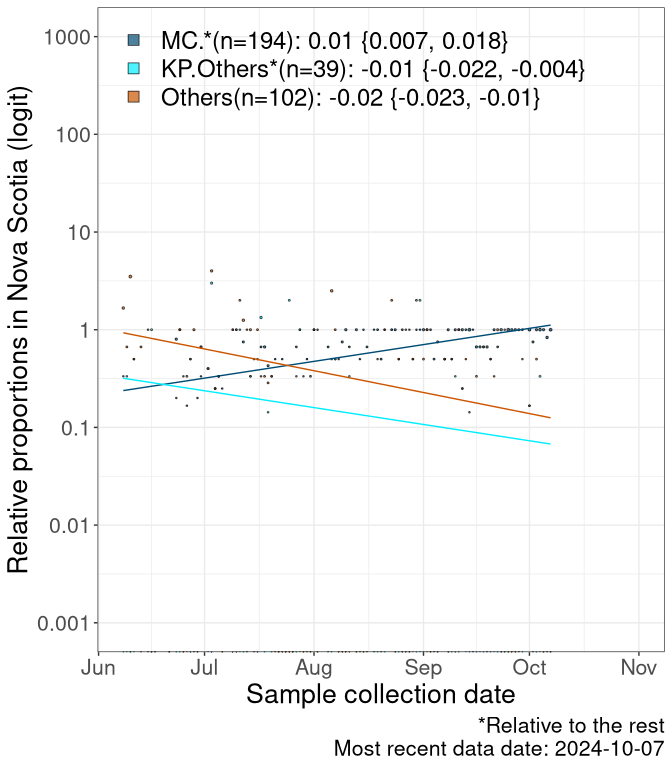 MC.*(n=194): 0.01 {0.007, 0.018}
KP.Others*(n=39): -0.01 {-0.022, -0.004}
Others(n=102): -0.02 {-0.023, -0.01}
Relative proportions in Nova Scotia (logit)
1000
100
10
1
0.1
0.01
0.001
Jun Jul Aug Sep Oct Nov
Sample collection date
*Relative to the rest
Most recent data date: 2024-10-07